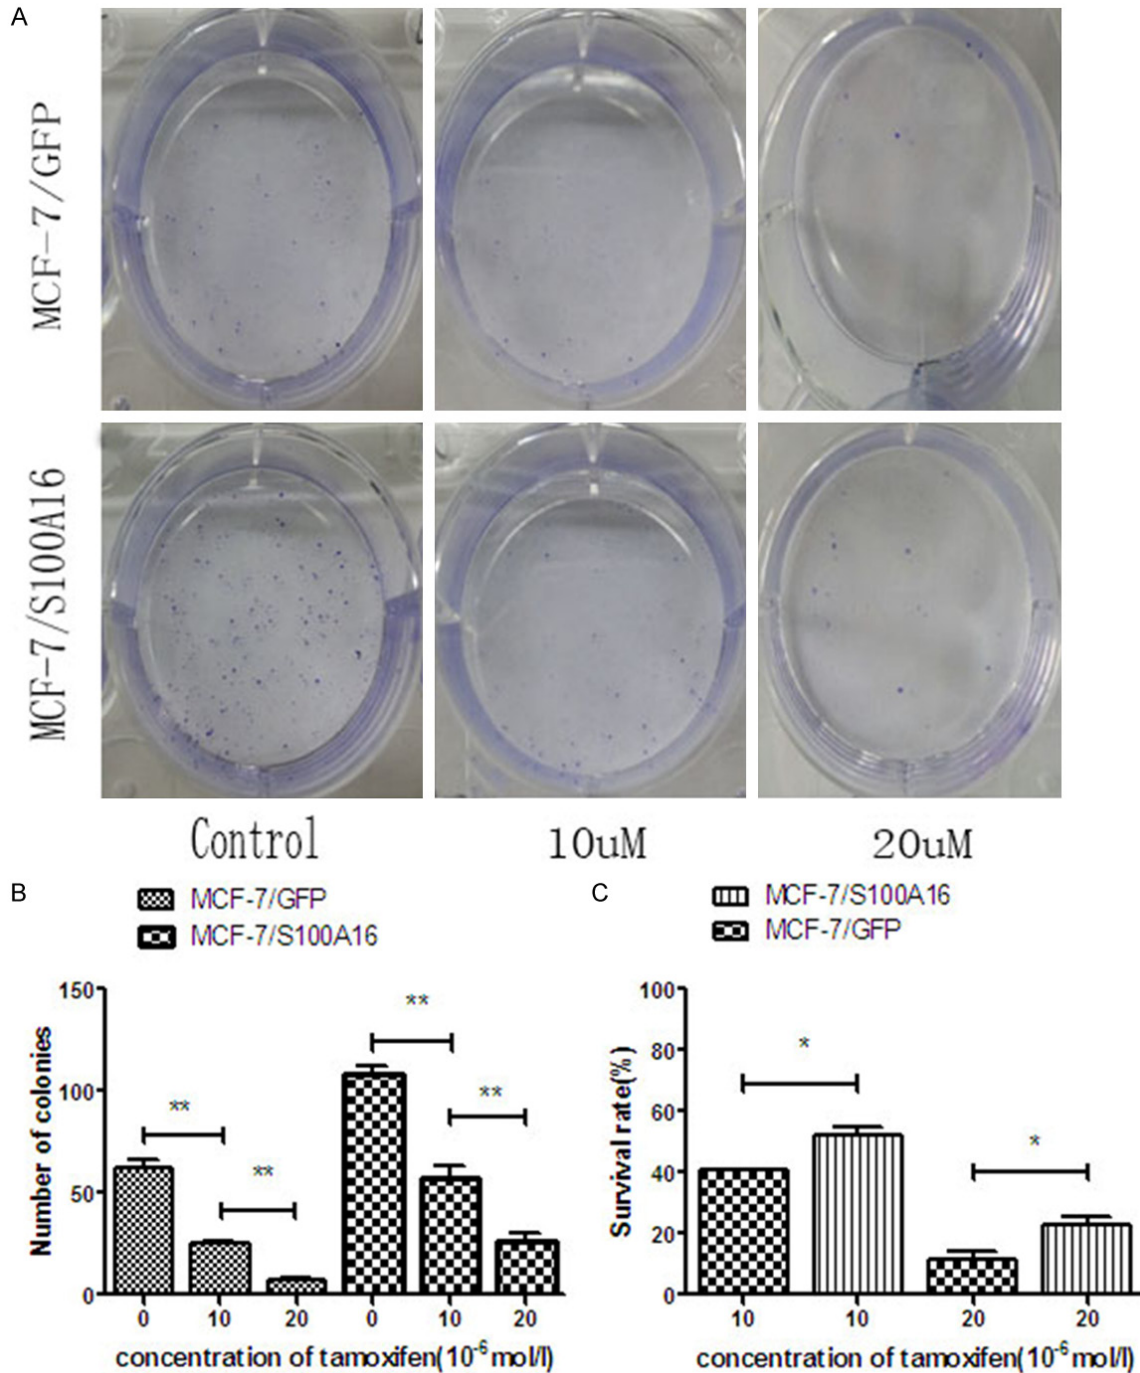 A
MCF-7/GFP
MCF-7/S100A16
Control
10uM
20uM
B
MCF-7/GFP
MCF-7/S100A16
Number of colonies
150
100
50
0
**
**
**
**
0
10
20
0
10
20
concentration of tamoxifen(10⁻⁶ mol/l)
C
MCF-7/S100A16
MCF-7/GFP
Survival rate(%)
100
80
60
40
20
0
*
*
10
10
20
20
concentration of tamoxifen(10⁻⁶ mol/l)